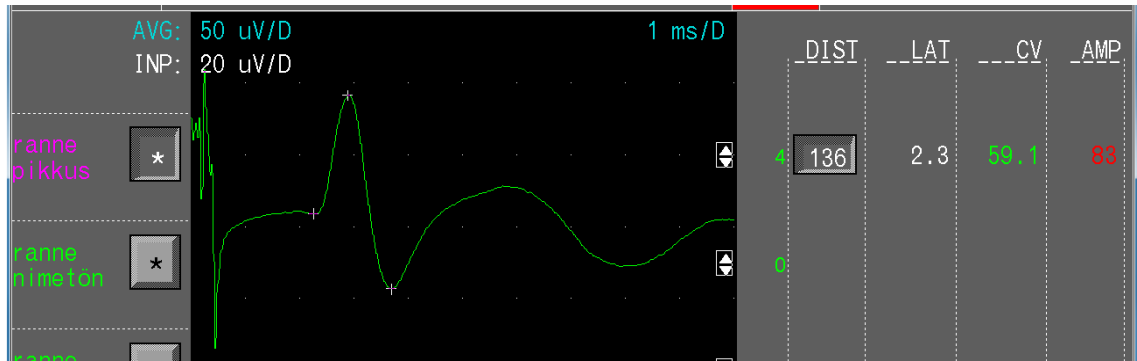 AVG: 50 uV/D 1 ms/D
INP: 20 uV/D
DIST LAT CV AMP
ranne
pikkus
*
4 136 2.3 59.1 83
ranne
nimetön
*
0